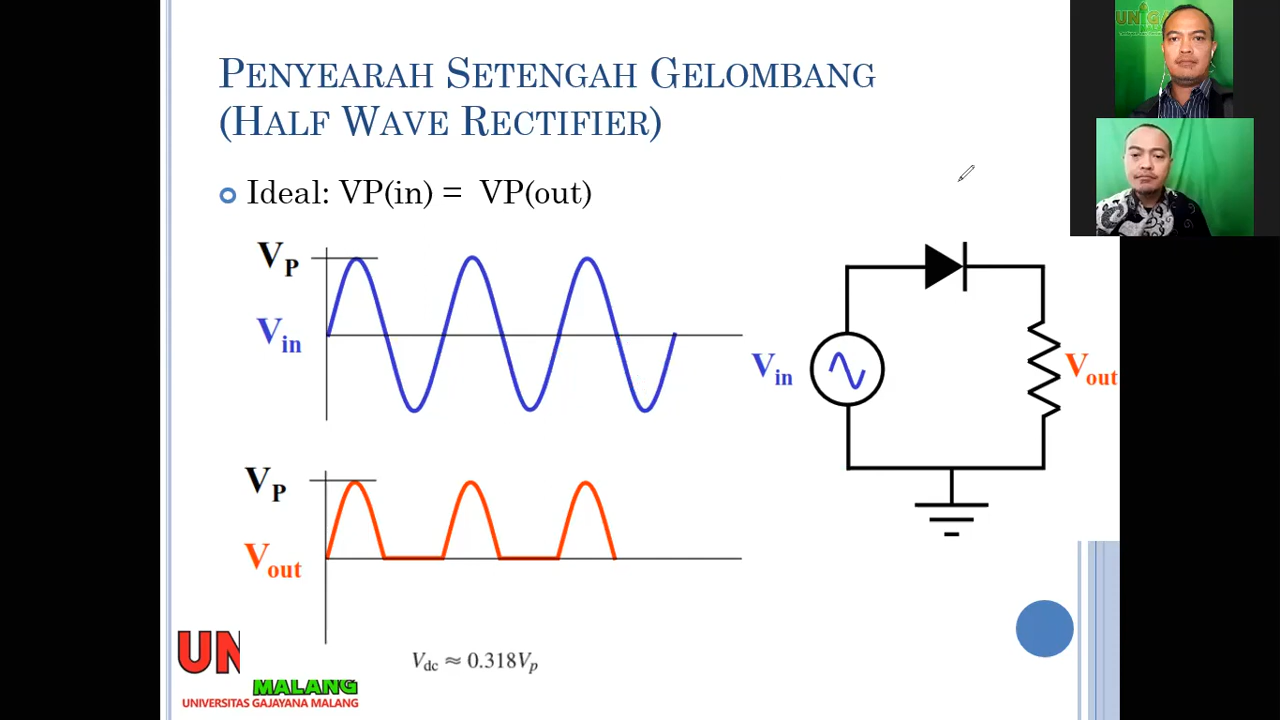 PENYEARAH SETENGAH GELOMBANG
(HALF WAVE RECTIFIER)
Ideal: VP(in) = VP(out)
VP
Vin
Vin
Vout
VP
Vout
Vdc ≈ 0.318Vp
UN
MALANG
UNIVERSITAS GAJAYANA MALANG